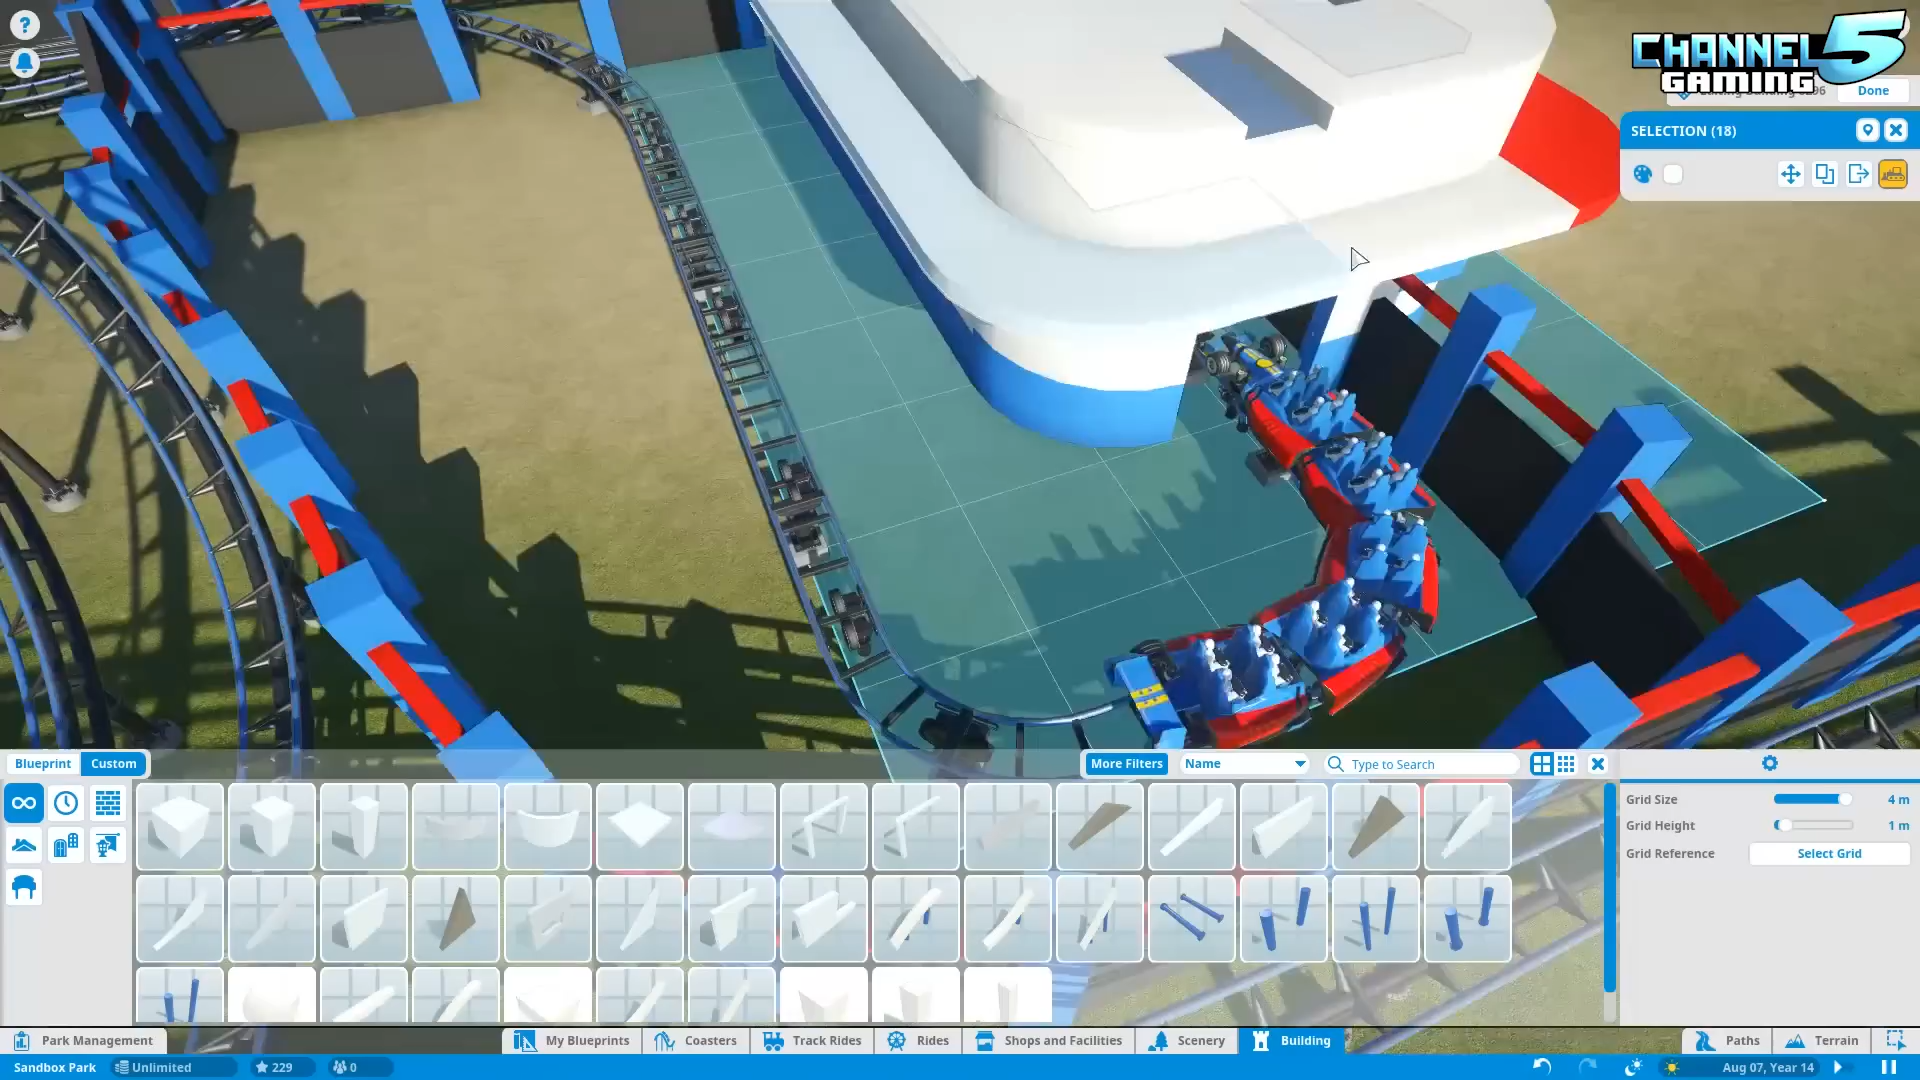 ?
CHANNEL 5
GAMING
Done
SELECTION (18)
Blueprint
Custom
More Filters
Name
Type to Search
Grid Size
4 m
Grid Height
1 m
Grid Reference
Select Grid
Park Management
My Blueprints
Coasters
Track Rides
Rides
Shops and Facilities
Scenery
Building
Paths
Terrain
Sandbox Park
Unlimited
229
0
Aug 07, Year 14